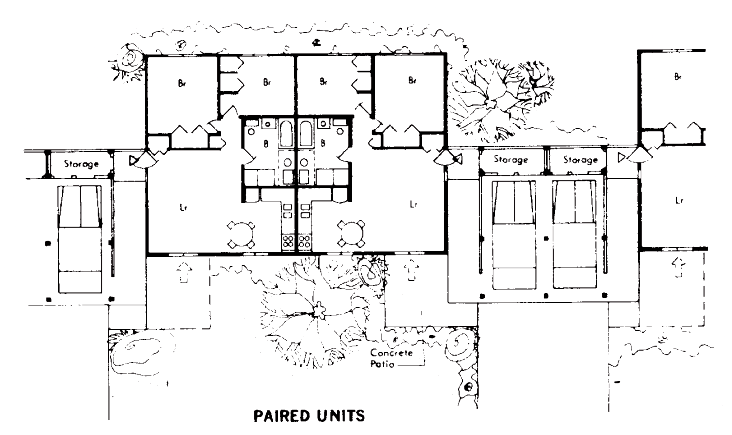 Br
Br
Br
Br
Br
B
B
Storage
Storage
Storage
Lr
Lr
Lr
Concrete
Patio
PAIRED UNITS